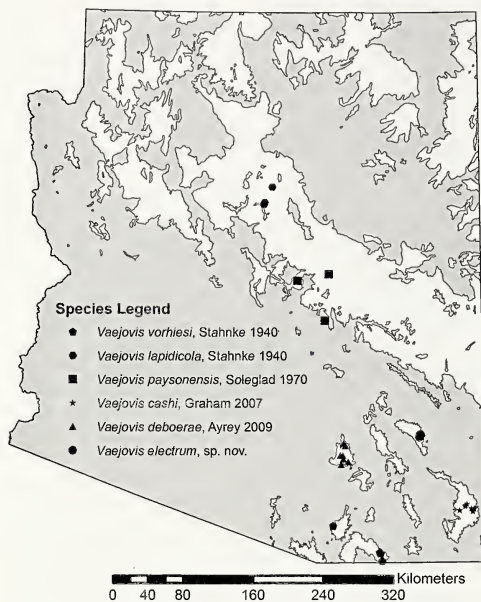 Species Legend
Vaejovis vorhiesi, Stahnke 1940
Vaejovis lapidicola, Stahnke 1940
Vaejovis paysonensis, Soleglad 1970
Vaejovis cashi, Graham 2007
Vaejovis deboerae, Ayrey 2009
Vaejovis electrum, sp. nov.
Kilometers
0 40 80 160 240 320